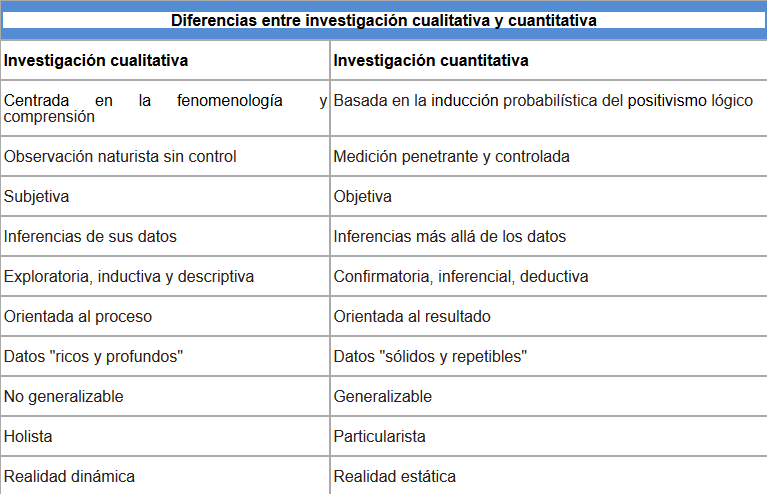 Diferencias entre investigación cualitativa y cuantitativa
Investigación cualitativa
Investigación cuantitativa
Centrada en la fenomenología y
comprensión
Basada en la inducción probabilística del positivismo lógico
Observación naturista sin control
Medición penetrante y controlada
Subjetiva
Objetiva
Inferencias de sus datos
Inferencias más allá de los datos
Exploratoria, inductiva y descriptiva
Confirmatoria, inferencial, deductiva
Orientada al proceso
Orientada al resultado
Datos "ricos y profundos"
Datos "sólidos y repetibles"
No generalizable
Generalizable
Holista
Particularista
Realidad dinámica
Realidad estática